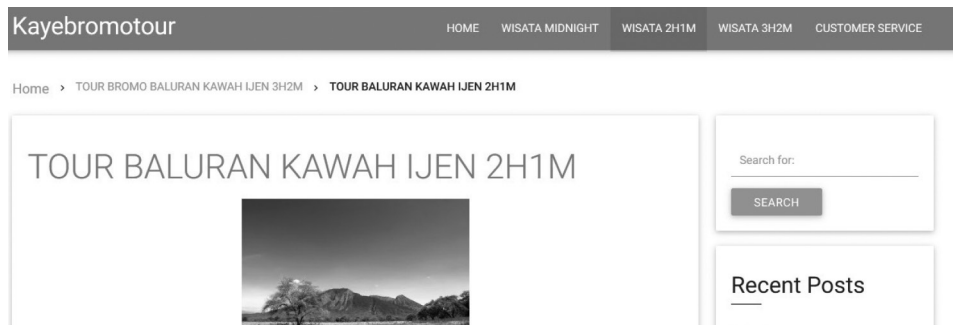 Kayebromotour HOME WISATA MIDNIGHT WISATA 2H1M WISATA 3H2M CUSTOMER SERVICE
Home › TOUR BROMO BALURAN KAWAH IJEN 3H2M › TOUR BALURAN KAWAH IJEN 2H1M
TOUR BALURAN KAWAH IJEN 2H1M
Search for:
SEARCH
Recent Posts